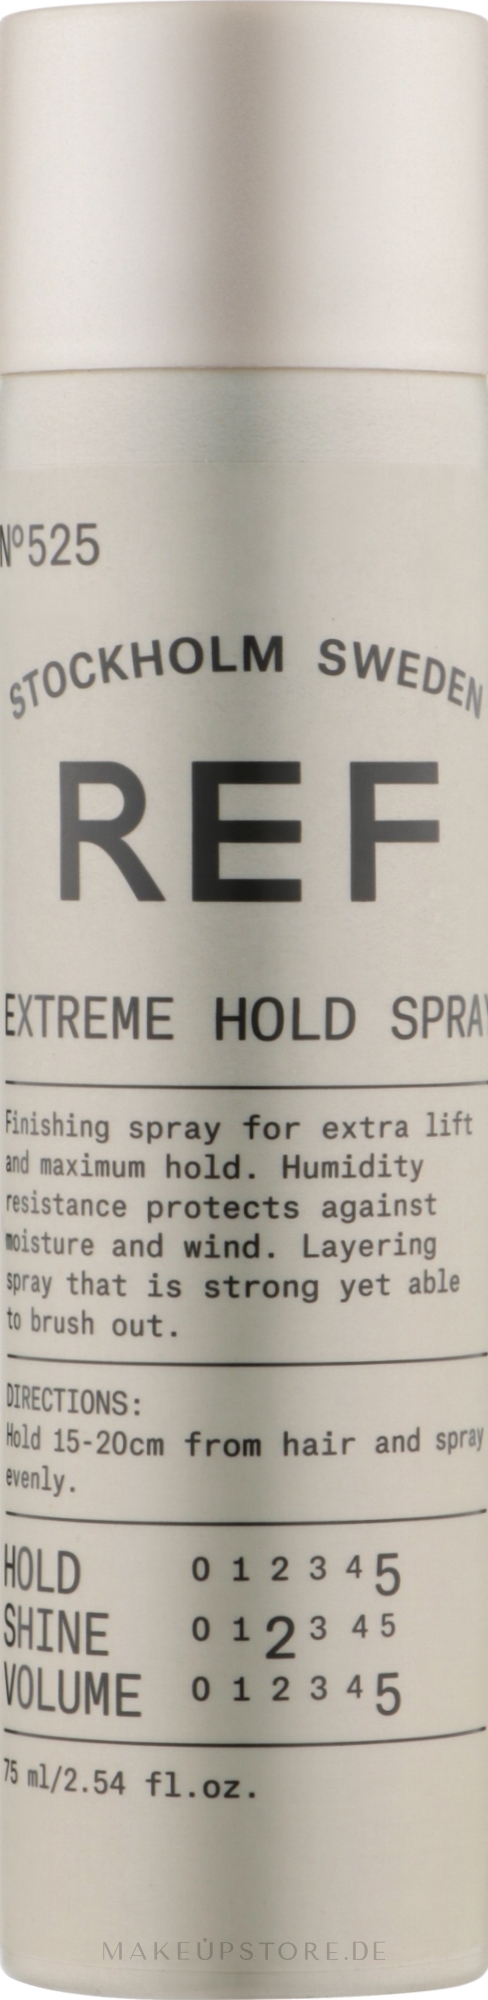 Nº525
STOCKHOLM SWEDEN
REF
EXTREME HOLD SPRAY
Finishing spray for extra lift
and maximum hold. Humidity
resistance protects against
moisture and wind. Layering
spray that is strong yet able
to brush out.
DIRECTIONS:
Hold 15-20cm from hair and spray
evenly.
HOLD 0 1 2 3 4 5
SHINE 0 1 2 3 4 5
VOLUME 0 1 2 3 4 5
75 ml/2.54 fl.oz.
MAKEUPSTORE.DE